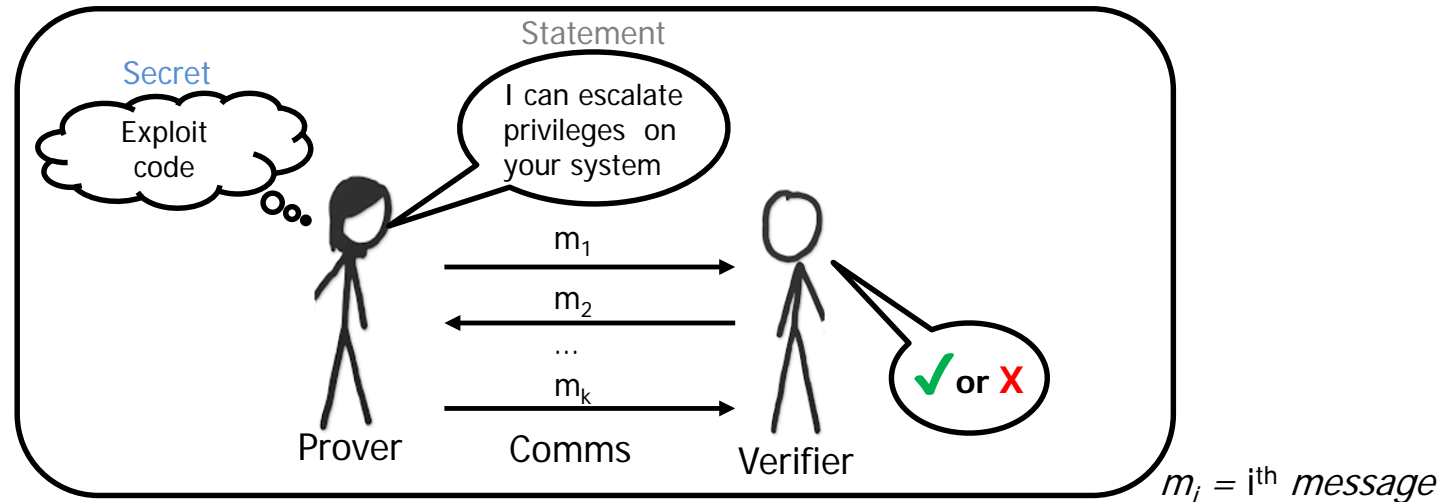 Statement
Secret
I can escalate
privileges on
your system
Exploit
code
m₁
m₂
...
mₖ
✓ or X
Prover
Comms
Verifier
mᵢ = iᵗʰ message